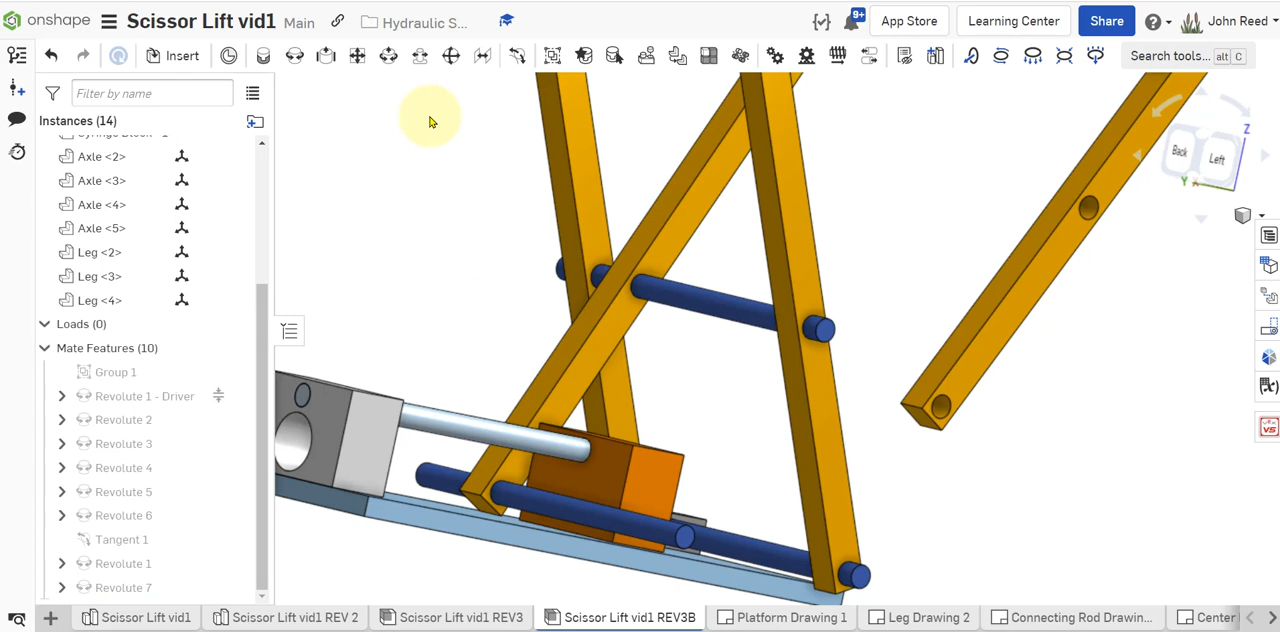 onshape
Scissor Lift vid1 Main
Hydraulic S...
9+
App Store
Learning Center
Share
John Reed
Insert
Search tools... alt C
Filter by name
Instances (14)
Axle <2>
Axle <3>
Axle <4>
Axle <5>
Leg <2>
Leg <3>
Leg <4>
Loads (0)
Mate Features (10)
Group 1
Revolute 1 - Driver
Revolute 2
Revolute 3
Revolute 4
Revolute 5
Revolute 6
Tangent 1
Revolute 1
Revolute 7
Back
Left
Z
Y
X
Scissor Lift vid1
Scissor Lift vid1 REV 2
Scissor Lift vid1 REV3
Scissor Lift vid1 REV3B
Platform Drawing 1
Leg Drawing 2
Connecting Rod Drawin...
Center